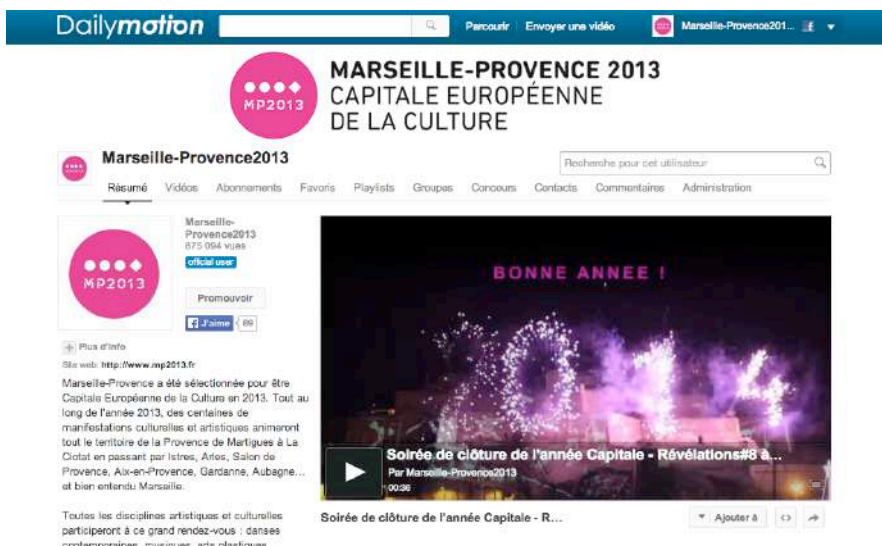 Dailymotion
Percourir Envoyer une vidéo Marseille-Provence201...
MP2013
MARSEILLE-PROVENCE 2013
CAPITALE EUROPÉENNE
DE LA CULTURE
Marseille-Provence2013
Recherche pour cet utilisateur
Résumé Vidéos Abonnements Favoris Playlists Groupes Concours Contacts Commentaires Administration
Marseille-
Provence2013
875 094 vues
official user
Promouvoir
J'aime 89
MP2013
Plus d'info
Site web: http://www.mp2013.fr
Marseille-Provence a été sélectionnée pour être
Capitale Européenne de la Culture en 2013. Tout au
long de l'année 2013, des centaines de
manifestations culturelles et artistiques animeront
tout le territoire de la Provence de Martigues à La
Ciotat en passant par Istres, Arles, Salon de
Provence, Aix-en-Provence, Gardanne, Aubagne...
et bien entendu Marseille.
Toutes les disciplines artistiques et culturelles
participeront à ce grand rendez-vous : danses
contemporaines, musiques, arts plastiques
BONNE ANNEE !
2014
Soirée de clôture de l'année Capitale - Révélations#8 à...
Par Marseille-Provence2013
00:36
Soirée de clôture de l'année Capitale - R...
Ajouter à